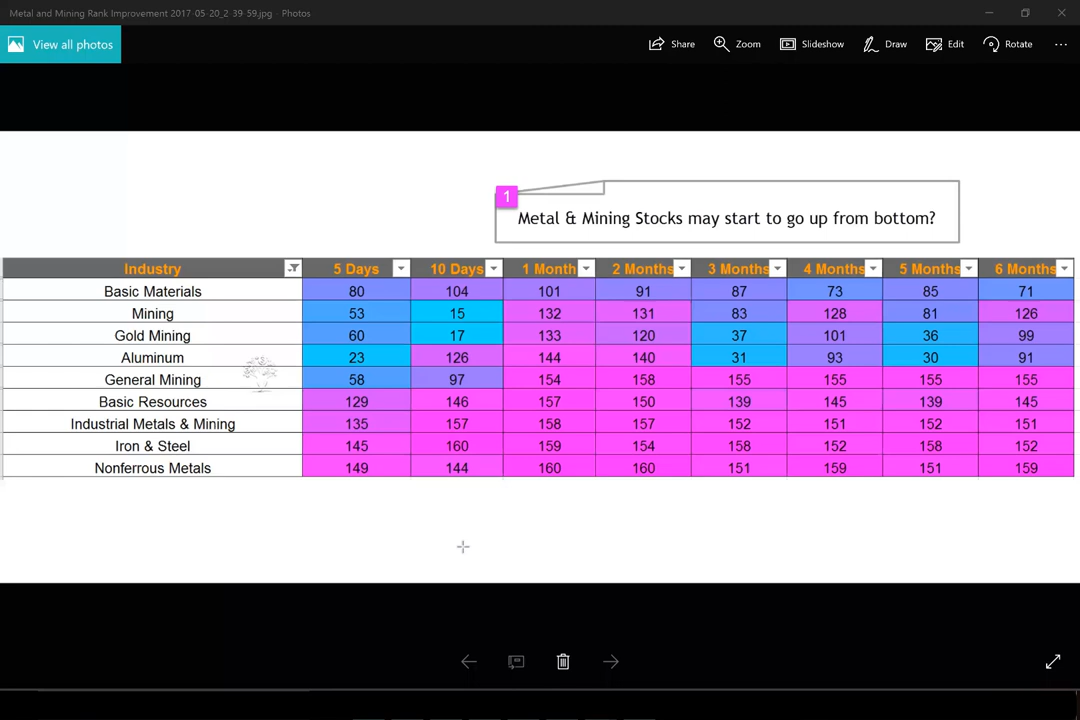 Metal and Mining Rank Improvement 2017-05-20_2-39-59.jpg - Photos
View all photos
Share
Zoom
Slideshow
Draw
Edit
Rotate
1
Metal & Mining Stocks may start to go up from bottom?
Industry 5 Days 10 Days 1 Month 2 Months 3 Months 4 Months 5 Months 6 Months
Basic Materials 80 104 101 91 87 73 85 71
Mining 53 15 132 131 83 128 81 126
Gold Mining 60 17 133 120 37 101 36 99
Aluminum 23 126 144 140 31 93 30 91
General Mining 58 97 154 158 155 155 155 155
Basic Resources 129 146 157 150 139 145 139 145
Industrial Metals & Mining 135 157 158 157 152 151 152 151
Iron & Steel 145 160 159 154 158 152 158 152
Nonferrous Metals 149 144 160 160 151 159 151 159